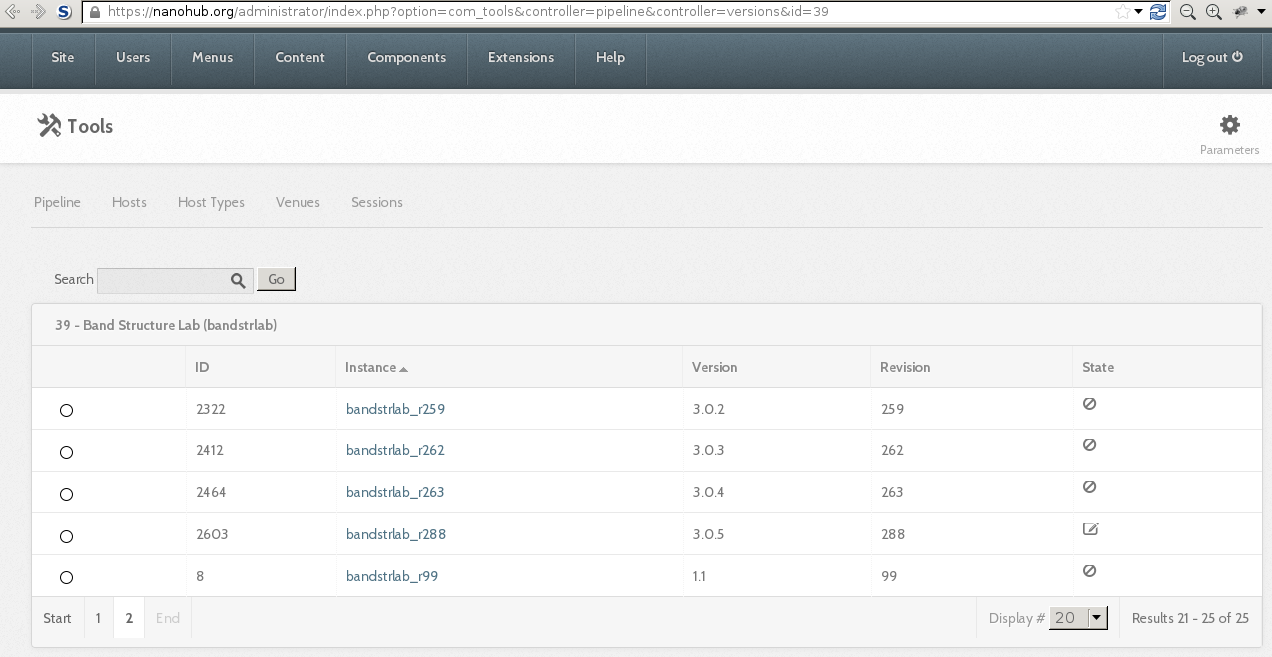 https://nanohub.org/administrator/index.php?option=com_tools&controller=pipeline&controller=versions&id=39
Site Users Menus Content Components Extensions Help Log out
Tools
Parameters
Pipeline Hosts Host Types Venues Sessions
Search Go
39 - Band Structure Lab (bandstrlab)
ID Instance Version Revision State
2322 bandstrlab_r259 3.0.2 259
2412 bandstrlab_r262 3.0.3 262
2464 bandstrlab_r263 3.0.4 263
2603 bandstrlab_r288 3.0.5 288
8 bandstrlab_r99 1.1 99
Start 1 2 End Display # 20 Results 21 - 25 of 25